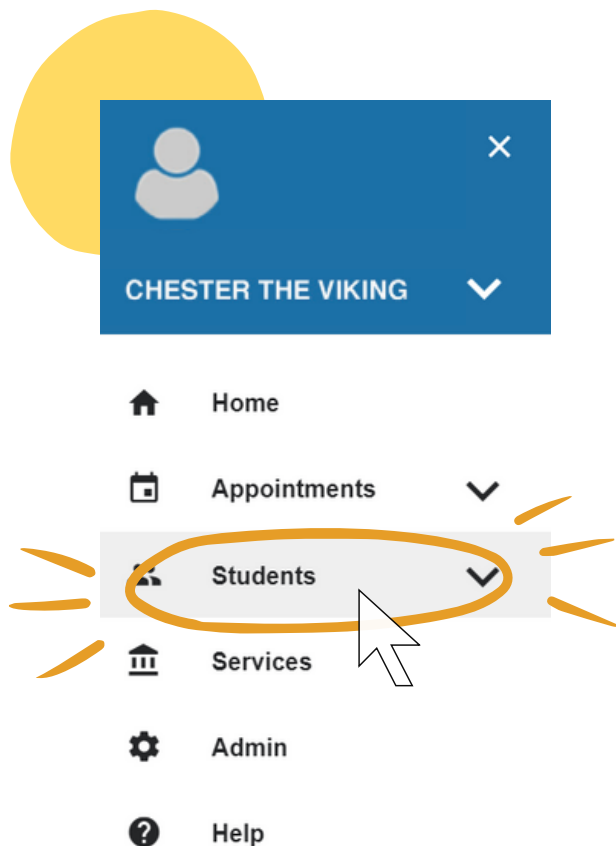 CHESTER THE VIKING
Home
Appointments
Students
Services
Admin
Help